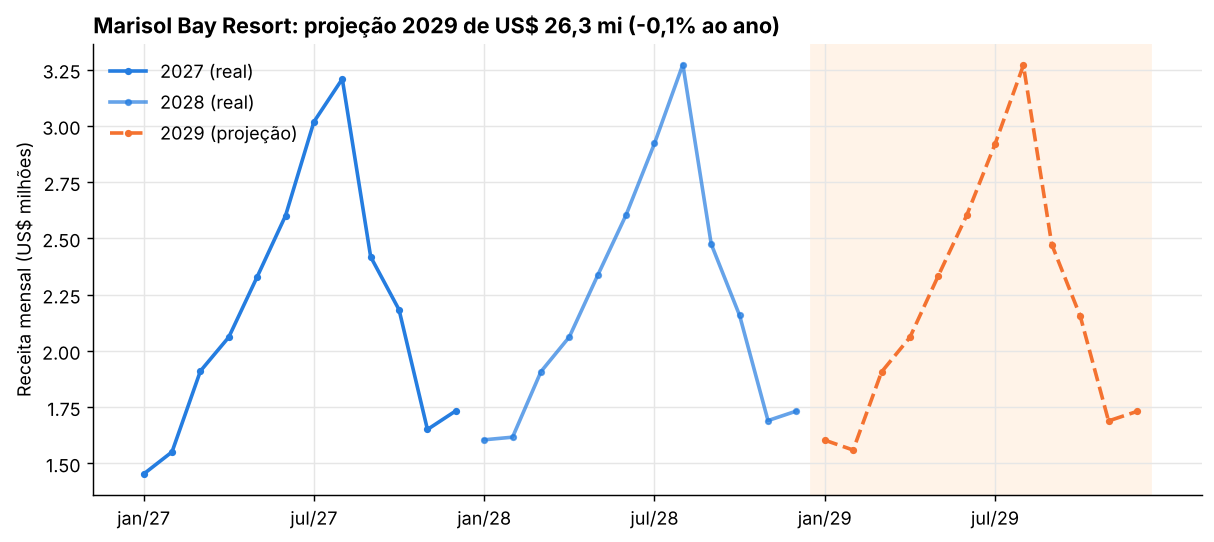 Marisol Bay Resort: projeção 2029 de US$ 26,3 mi (-0,1% ao ano)
Receita mensal (US$ milhões)
3.25
3.00
2.75
2.50
2.25
2.00
1.75
1.50
2027 (real)
2028 (real)
2029 (projeção)
jan/27
jul/27
jan/28
jul/28
jan/29
jul/29